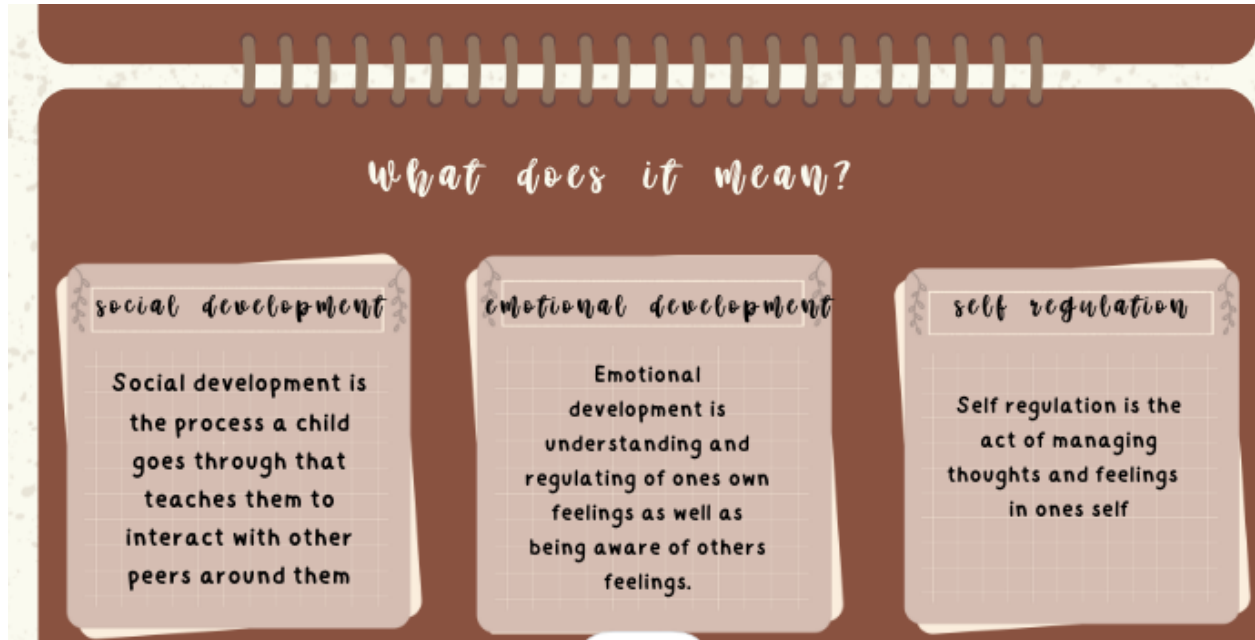 what does it mean?
social development
Social development is
the process a child
goes through that
teaches them to
interact with other
peers around them
emotional development
Emotional
development is
understanding and
regulating of ones own
feelings as well as
being aware of others
feelings.
self regulation
Self regulation is the
act of managing
thoughts and feelings
in ones self